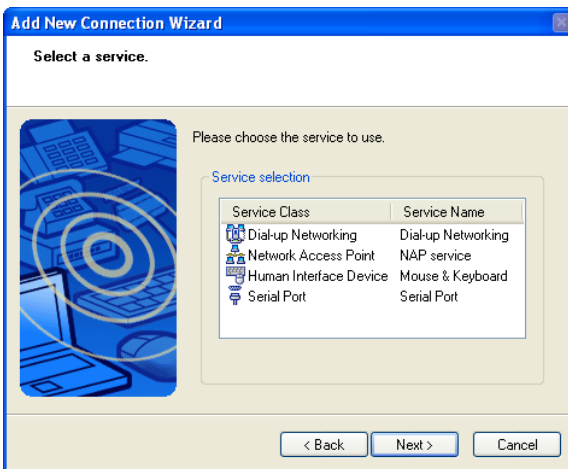 Add New Connection Wizard
Select a service.
Please choose the service to use.
Service selection
Service Class Service Name
Dial-up Networking Dial-up Networking
Network Access Point NAP service
Human Interface Device Mouse & Keyboard
Serial Port Serial Port
< Back Next > Cancel